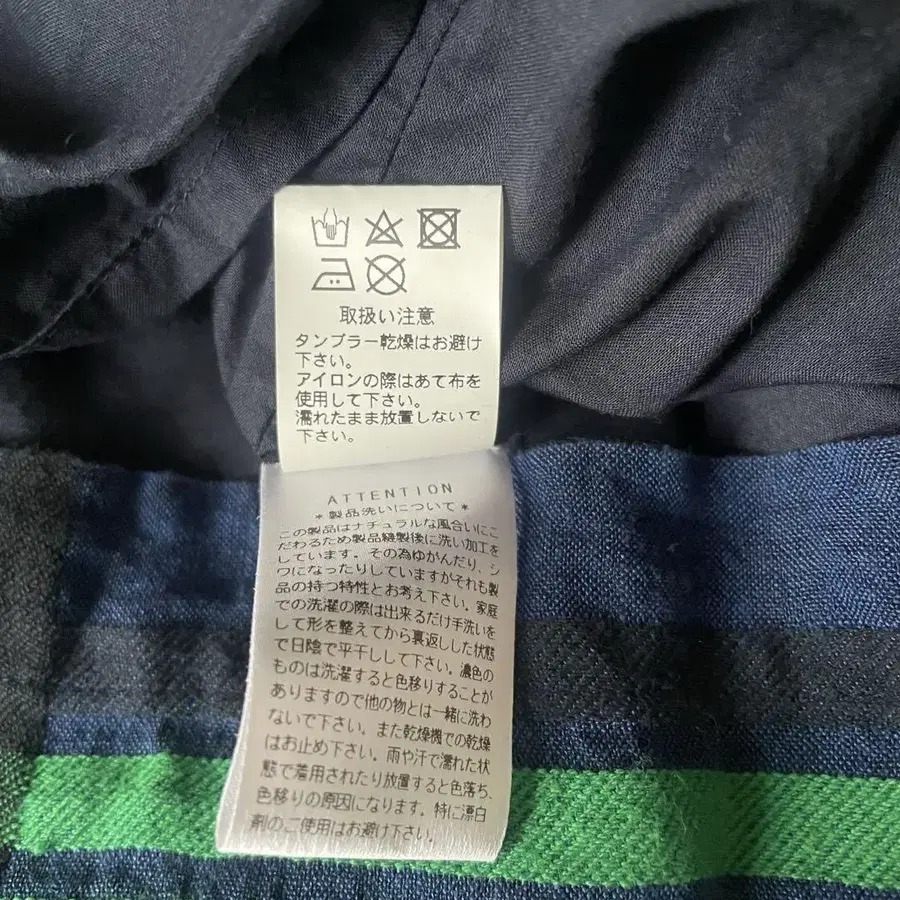 取扱い注意
タンブラー乾燥はお避け
下さい。
アイロンの際はあて布を
使用して下さい。
濡れたまま放置しないで
下さい。
ATTENTION
*製品洗いについて*
この製品はナチュラルな風合いにこ
だわるため製品縫製後に洗い加工を
しています。その為ゆがんだり、シ
ワになったりしていますがそれも製
品の持つ特性とお考え下さい。家庭
での洗濯の際は出来るだけ手洗いを
して形を整えてから裏返しした状態
で日陰で平干しして下さい。濃色の
ものは洗濯すると色移りすることが
ありますので他の物とは一緒に洗わ
ないで下さい。また乾燥機での乾燥
はお止め下さい。雨や汗で濡れた状
態で着用されたり放置すると色落ち、
色移りの原因になります。特に漂白
剤のご使用はお避け下さい。